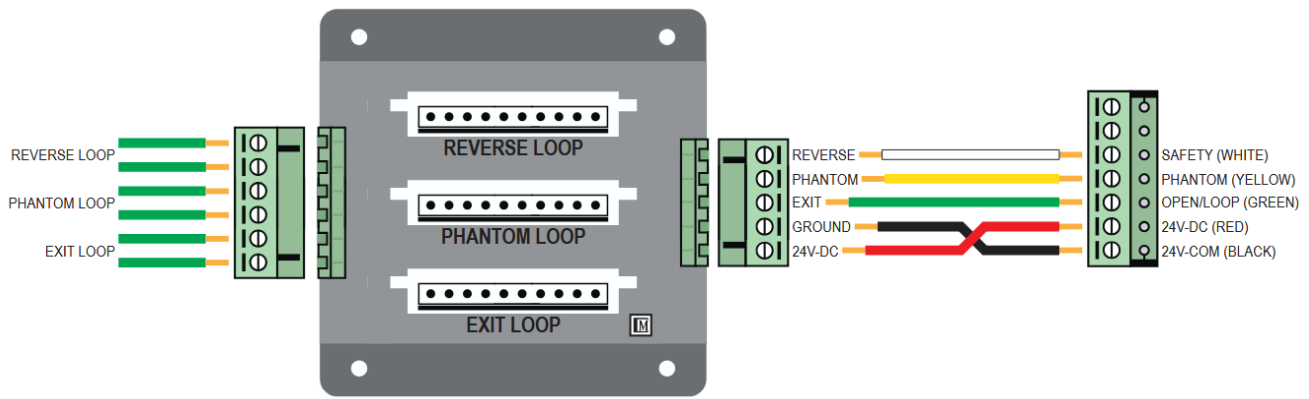 REVERSE LOOP
PHANTOM LOOP
EXIT LOOP
REVERSE LOOP
PHANTOM LOOP
EXIT LOOP
M
REVERSE
PHANTOM
EXIT
GROUND
24V-DC
SAFETY (WHITE)
PHANTOM (YELLOW)
OPEN/LOOP (GREEN)
24V-DC (RED)
24V-COM (BLACK)